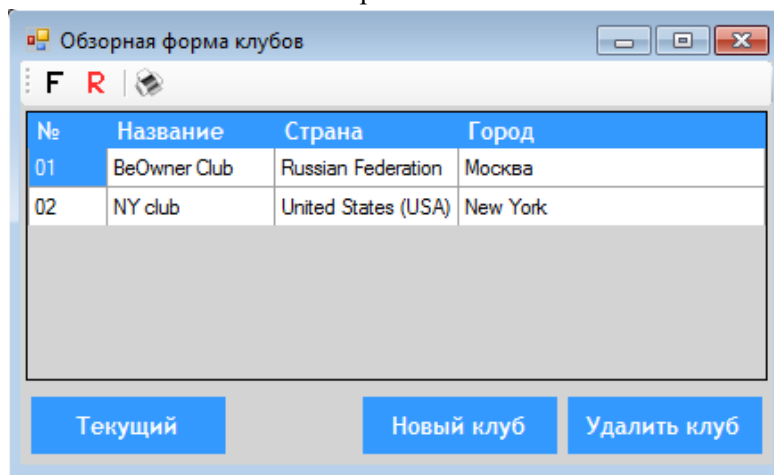 Обзорная форма клубов
F R
№ Название Страна Город
01 BeOwner Club Russian Federation Москва
02 NY club United States (USA) New York
Текущий Новый клуб Удалить клуб